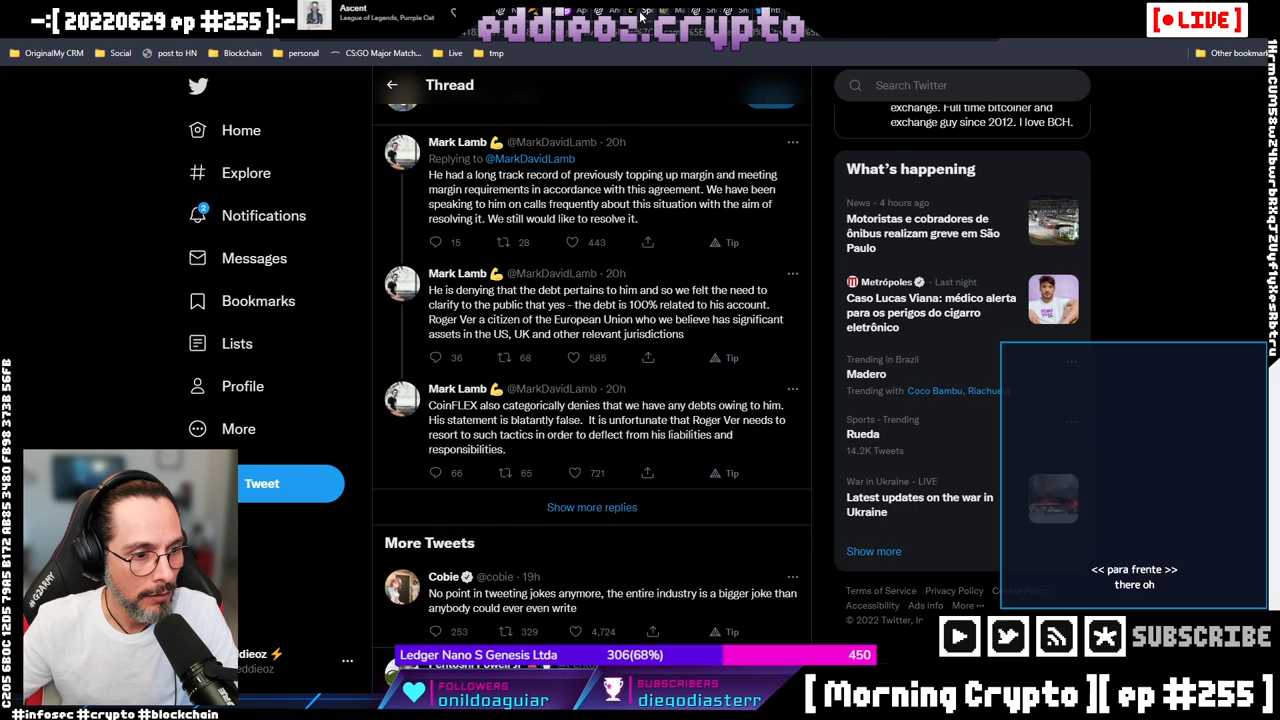 -:[ 20220629 ep #255 ]:-
Ascent
League of Legends, Purple Cat
eddieoz.crypto
[ LIVE ]
OriginalMy CRM
Social
post to HN
Blockchain
personal
CS:GO Major Match...
Live
tmp
Other bookmar
Thread
Search Twitter
exchange. Full time bitcoiner and
exchange guy since 2012. I love BCH.
Home
Explore
2
Notifications
Messages
Bookmarks
Lists
Profile
More
Tweet
Mark Lamb 💪 @MarkDavidLamb · 20h
Replying to @MarkDavidLamb
He had a long track record of previously topping up margin and meeting
margin requirements in accordance with this agreement. We have been
speaking to him on calls frequently about this situation with the aim of
resolving it. We still would like to resolve it.
15 28 443 Tip
Mark Lamb 💪 @MarkDavidLamb · 20h
He is denying that the debt pertains to him and so we felt the need to
clarify to the public that yes - the debt is 100% related to his account.
Roger Ver a citizen of the European Union who we believe has significant
assets in the US, UK and other relevant jurisdictions
36 68 585 Tip
Mark Lamb 💪 @MarkDavidLamb · 20h
CoinFLEX also categorically denies that we have any debts owing to him.
His statement is blatantly false. It is unfortunate that Roger Ver needs to
resort to such tactics in order to deflect from his liabilities and
responsibilities.
66 65 721 Tip
Show more replies
More Tweets
Cobie @cobie · 19h
No point in tweeting jokes anymore, the entire industry is a bigger joke than
anybody could ever even write
253 329 4,724 Tip
What's happening
News · 4 hours ago
Motoristas e cobradores de
ônibus realizam greve em São
Paulo
Metrópoles · Last night
Caso Lucas Viana: médico alerta
para os perigos do cigarro
eletrônico
Trending in Brazil
Madero
Trending with Coco Bambu, Riachuelo
Sports · Trending
Rueda
14.2K Tweets
War in Ukraine · LIVE
Latest updates on the war in
Ukraine
Show more
Terms of Service Privacy Policy Cookie Policy
Accessibility Ads info More ...
© 2022 Twitter, In
<< para frente >>
there oh
ddieoz ⚡
eddieoz
Ledger Nano S Genesis Ltda 306(68%) 450
FOLLOWERS
onildoaguiar
SUBSCRIBERS
diegodiasterr
SUBSCRIBE
[ Morning Crypto ][ ep #255 ]
#infosec #crypto #blockchain